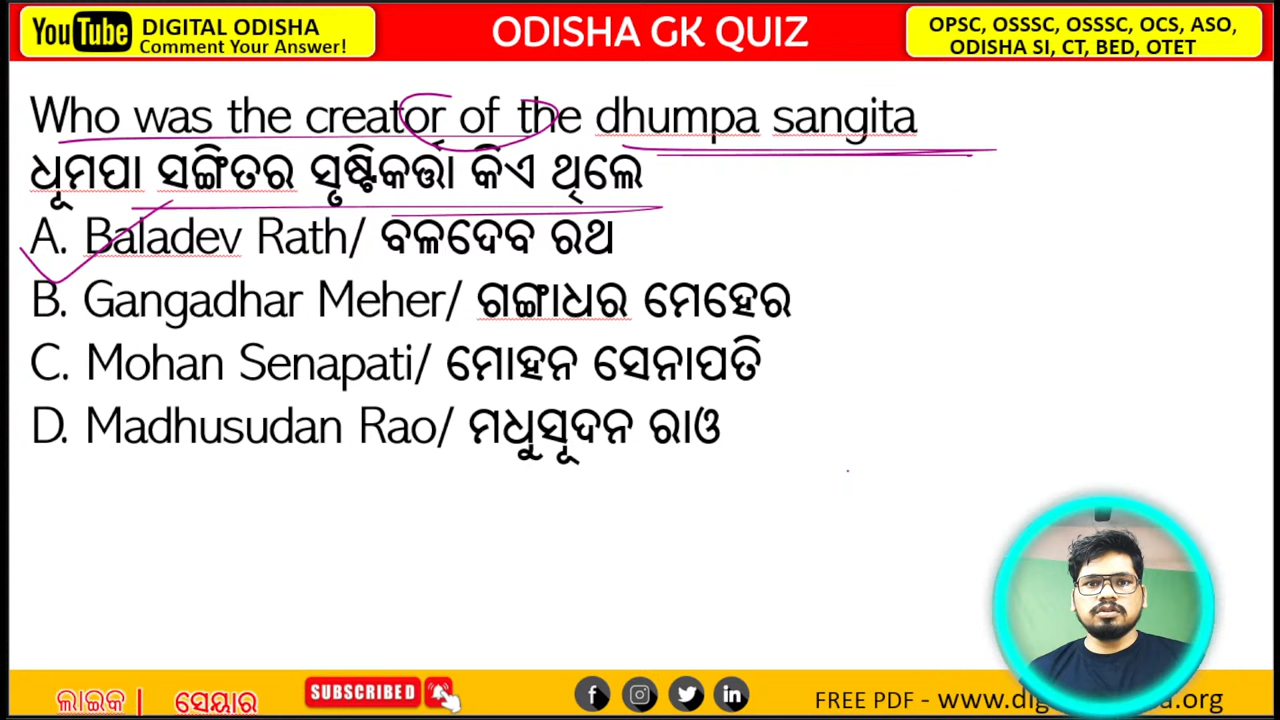 YouTube DIGITAL ODISHA
Comment Your Answer!
ODISHA GK QUIZ
OPSC, OSSSC, OSSSC, OCS, ASO,
ODISHA SI, CT, BED, OTET
Who was the creator of the dhumpa sangita
ଧୂମପା ସଙ୍ଗିତର ସୃଷ୍ଟିକର୍ତ୍ତା କିଏ ଥିଲେ
A. Baladev Rath/ ବଳଦେବ ରଥ
B. Gangadhar Meher/ ଗଙ୍ଗାଧର ମେହେର
C. Mohan Senapati/ ମୋହନ ସେନାପତି
D. Madhusudan Rao/ ମଧୁସୂଦନ ରାଓ
ଲାଇକ | ସେୟାର
SUBSCRIBED
FREE PDF -